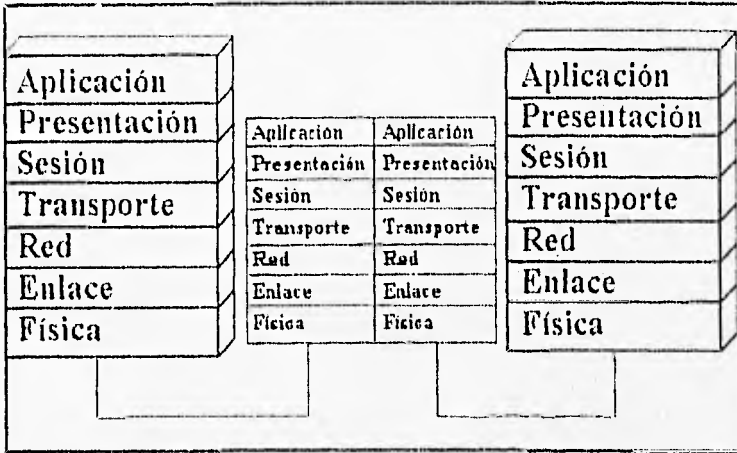 Aplicación
Presentación
Sesión
Transporte
Red
Enlace
Física
Aplicación Aplicación
Presentación Presentación
Sesión Sesión
Transporte Transporte
Red Red
Enlace Enlace
Física Física
Aplicación
Presentación
Sesión
Transporte
Red
Enlace
Física